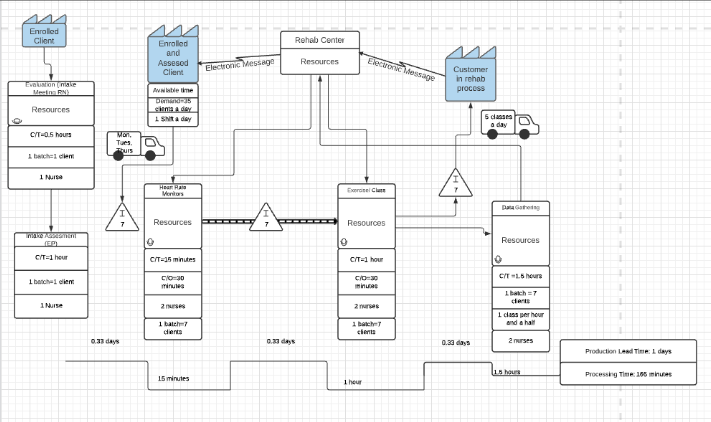 Enrolled
Client
Evaluation (Intake
Meeting RN)
Resources
C/T=0.5 hours
1 batch=1 client
1 Nurse
Intake Assesment
(EP)
C/T=1 hour
1 batch=1 client
1 Nurse
Enrolled
and
Assesed
Client
Available time
Demand=35
clients a day
1 Shift a day
Mon,
Tues,
Thurs
Electronic Message
Rehab Center
Resources
Electronic Message
Customer
in rehab
process
5 classes
a day
I
7
Heart Rate
Monitors
Resources
C/T=15 minutes
C/O=30
minutes
2 nurses
1 batch=7
clients
I
7
Exercise Class
Resources
C/T=1 hour
C/O=30
minutes
2 nurses
1 batch=7
clients
I
7
Data Gathering
Resources
C/T =1.5 hours
1 batch = 7
clients
1 class per hour
and a half
2 nurses
0.33 days
0.33 days
0.33 days
15 minutes
1 hour
1.5 hours
Production Lead Time: 1 days
Processing Time: 166 minutes